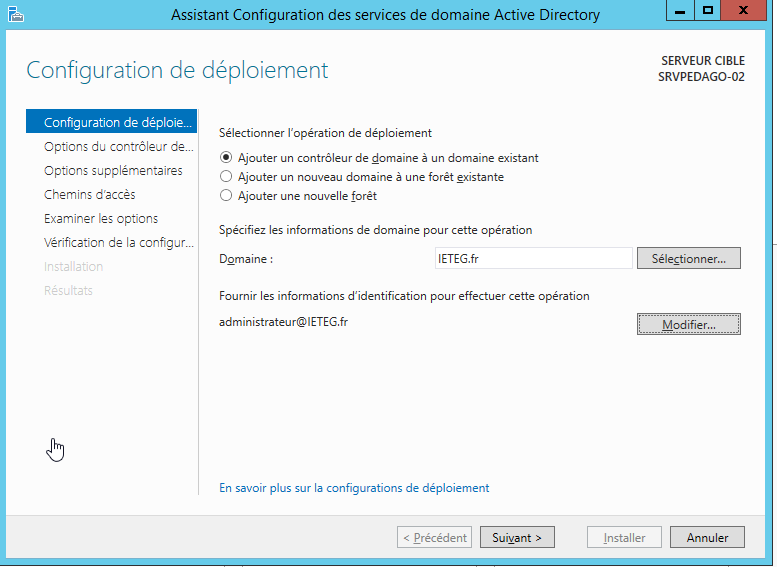 Assistant Configuration des services de domaine Active Directory
Configuration de déploiement
SERVEUR CIBLE
SRVPEDAGO-02
Configuration de déploie...
Options du contrôleur de...
Options supplémentaires
Chemins d'accès
Examiner les options
Vérification de la configur...
Installation
Résultats
Sélectionner l'opération de déploiement
Ajouter un contrôleur de domaine à un domaine existant
Ajouter un nouveau domaine à une forêt existante
Ajouter une nouvelle forêt
Spécifiez les informations de domaine pour cette opération
Domaine :
IETEG.fr
Sélectionner...
Fournir les informations d'identification pour effectuer cette opération
administrateur@IETEG.fr
Modifier...
En savoir plus sur la configurations de déploiement
< Précédent
Suivant >
Installer
Annuler